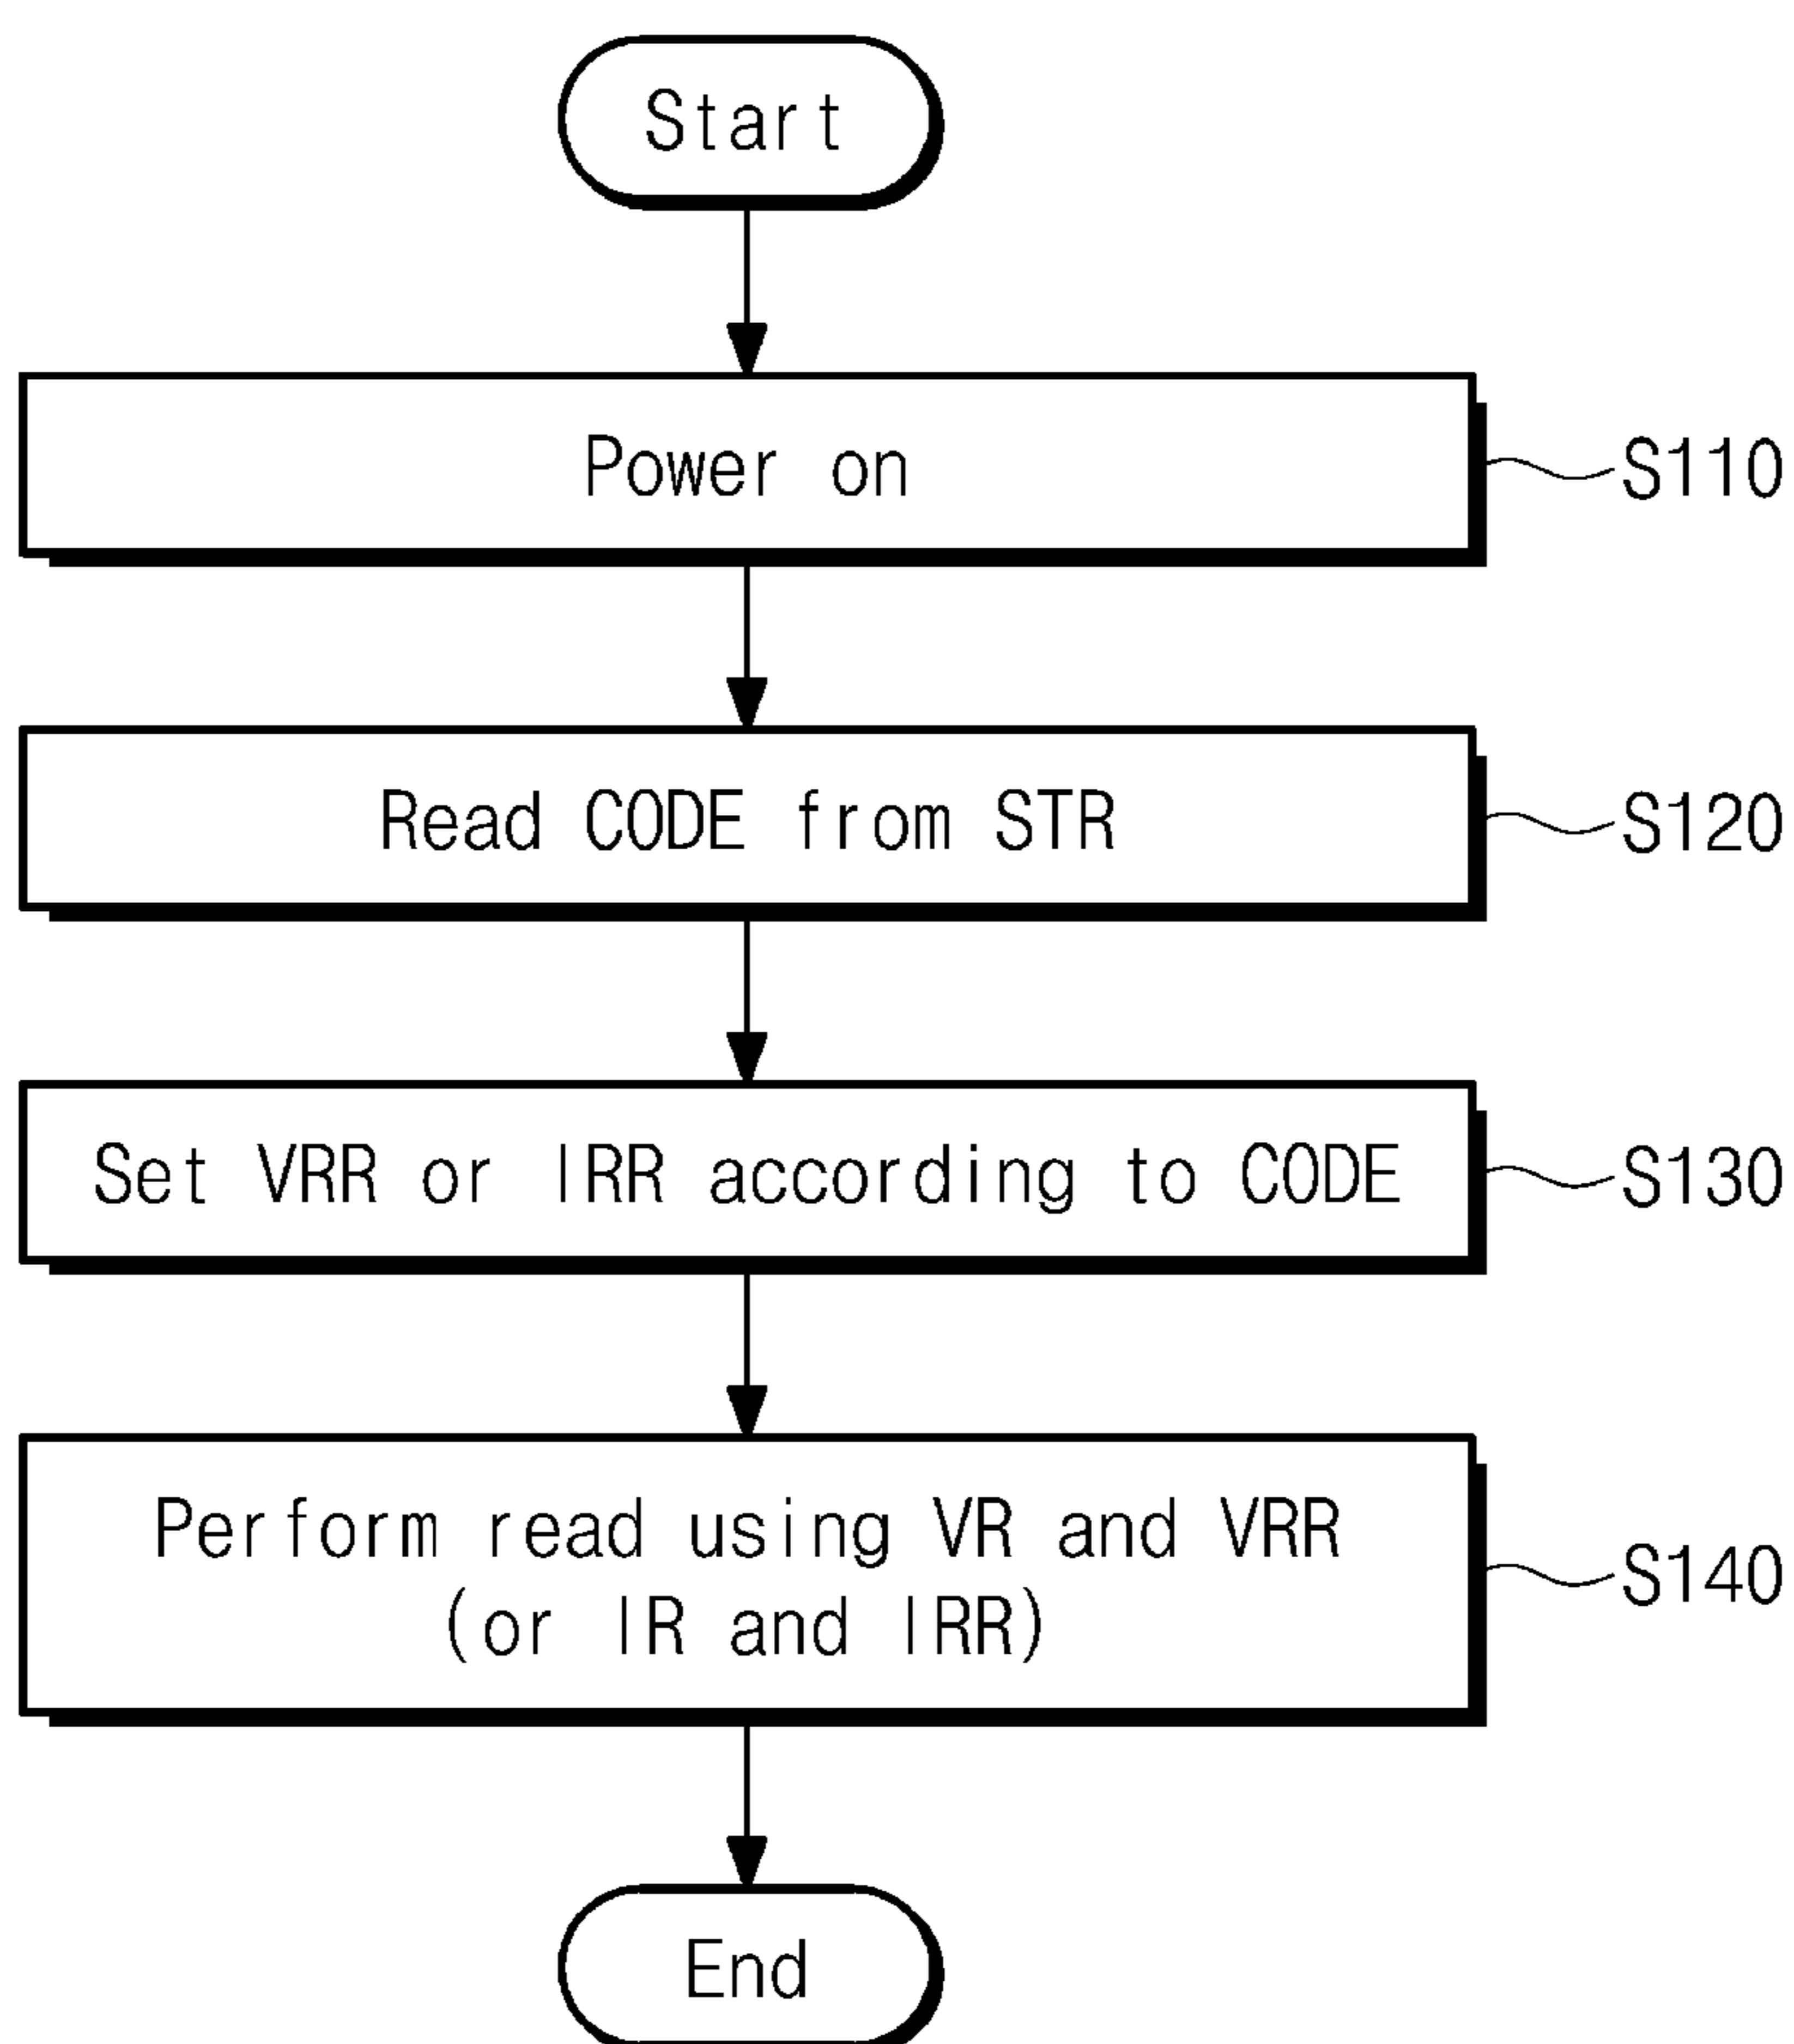 Start
Power on
S110
Read CODE from STR
S120
Set VRR or IRR according to CODE
S130
Perform read using VR and VRR
(or IR and IRR)
S140
End